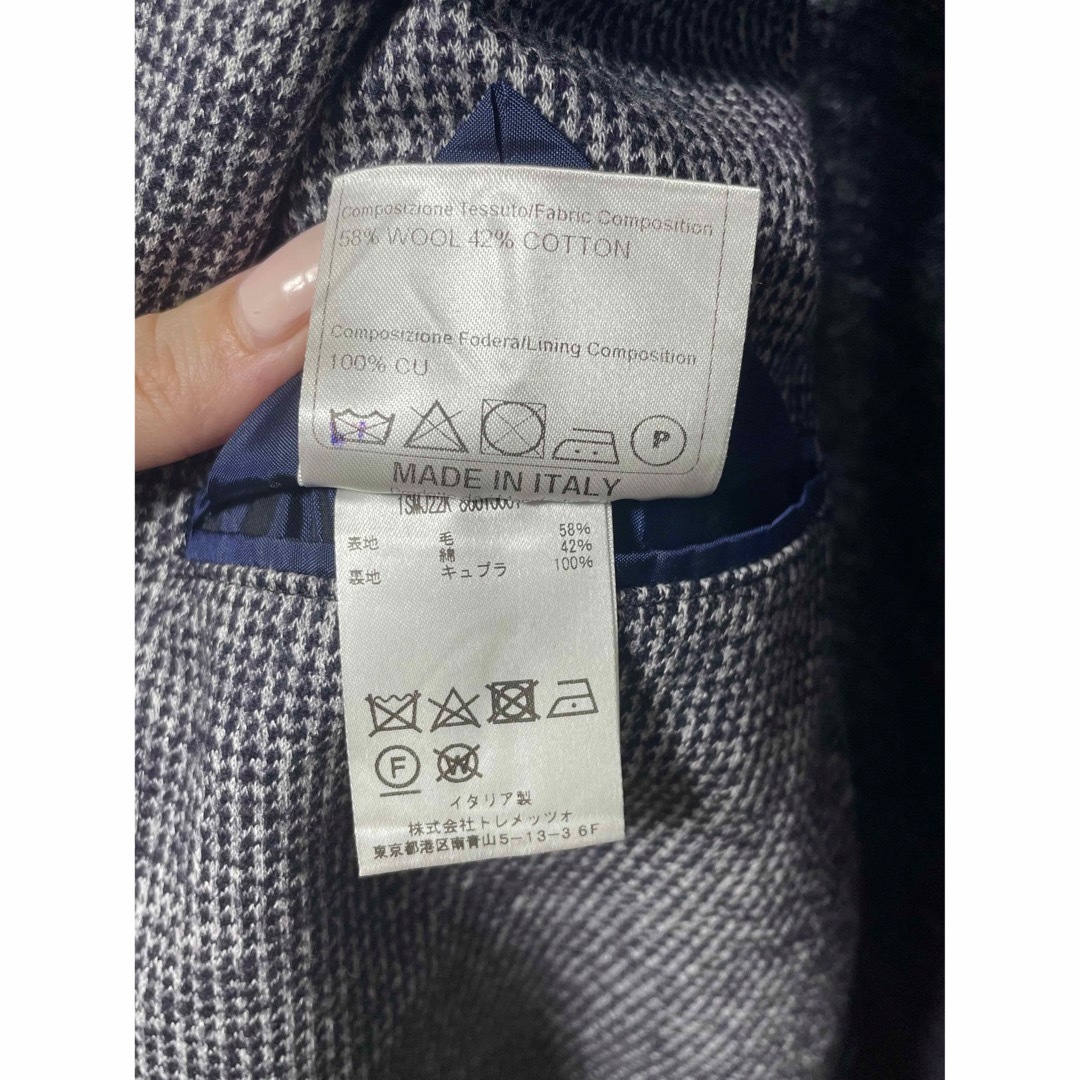 Composizione Tessuto/Fabric Composition
58% WOOL 42% COTTON
Composizione Fodera/Lining Composition
100% CU
P
MADE IN ITALY
TSMJ22K
表地 毛 58%
綿 42%
裏地 キュプラ 100%
F W
イタリア製
株式会社トレメッツォ
東京都港区南青山5-13-3 6F